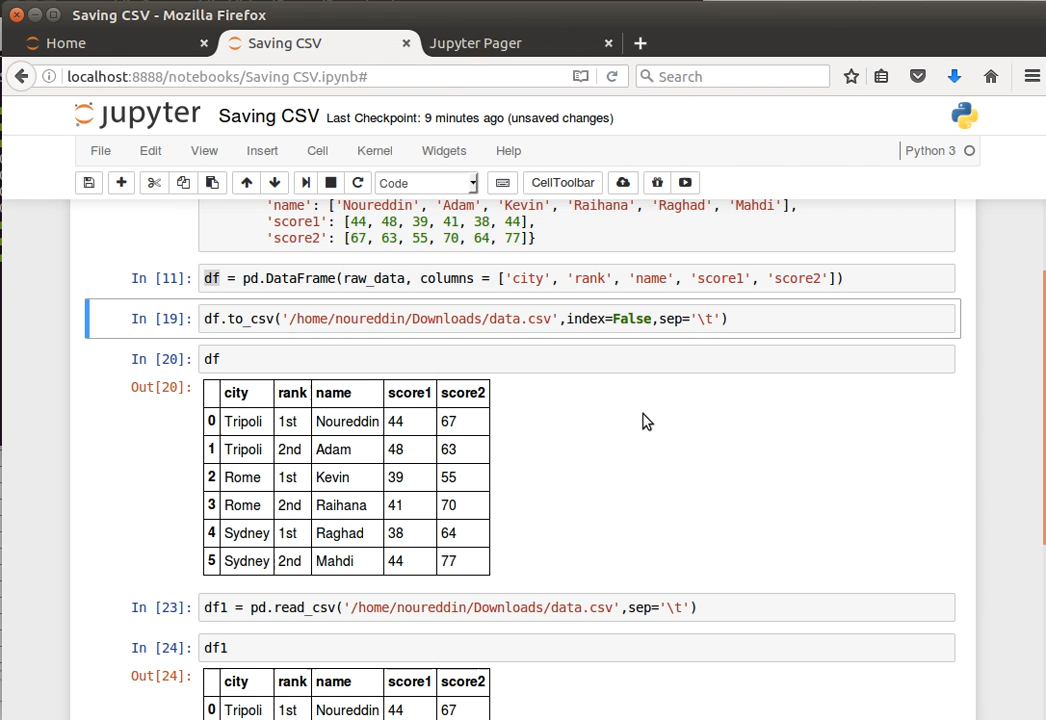 Saving CSV - Mozilla Firefox
Home × Saving CSV × Jupyter Pager ×
localhost:8888/notebooks/Saving CSV.ipynb# Search
jupyter Saving CSV Last Checkpoint: 9 minutes ago (unsaved changes)
File Edit View Insert Cell Kernel Widgets Help Python 3
Code CellToolbar
'name': ['Noureddin', 'Adam', 'Kevin', 'Raihana', 'Raghad', 'Mahdi'],
'score1': [44, 48, 39, 41, 38, 44],
'score2': [67, 63, 55, 70, 64, 77]}
In [11]: df = pd.DataFrame(raw_data, columns = ['city', 'rank', 'name', 'score1', 'score2'])
In [19]: df.to_csv('/home/noureddin/Downloads/data.csv',index=False,sep='\t')
In [20]: df
Out[20]:
city rank name score1 score2
0 Tripoli 1st Noureddin 44 67
1 Tripoli 2nd Adam 48 63
2 Rome 1st Kevin 39 55
3 Rome 2nd Raihana 41 70
4 Sydney 1st Raghad 38 64
5 Sydney 2nd Mahdi 44 77
In [23]: df1 = pd.read_csv('/home/noureddin/Downloads/data.csv',sep='\t')
In [24]: df1
Out[24]:
city rank name score1 score2
0 Tripoli 1st Noureddin 44 67